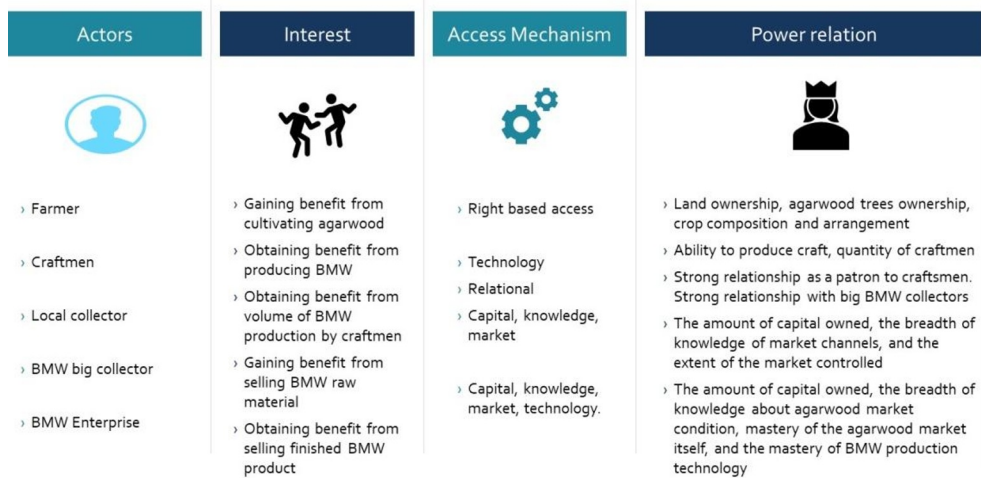 Actors
Interest
Access Mechanism
Power relation
› Farmer
› Craftmen
› Local collector
› BMW big collector
› BMW Enterprise
› Gaining benefit from
cultivating agarwood
› Obtaining benefit from
producing BMW
› Obtaining benefit from
volume of BMW
production by craftmen
› Gaining benefit from
selling BMW raw
material
› Obtaining benefit from
selling finished BMW
product
› Right based access
› Technology
› Relational
› Capital, knowledge,
market
› Capital, knowledge,
market, technology.
› Land ownership, agarwood trees ownership,
crop composition and arrangement
› Ability to produce craft, quantity of craftmen
› Strong relationship as a patron to craftsmen.
Strong relationship with big BMW collectors
› The amount of capital owned, the breadth of
knowledge of market channels, and the
extent of the market controlled
› The amount of capital owned, the breadth of
knowledge about agarwood market
condition, mastery of the agarwood market
itself, and the mastery of BMW production
technology